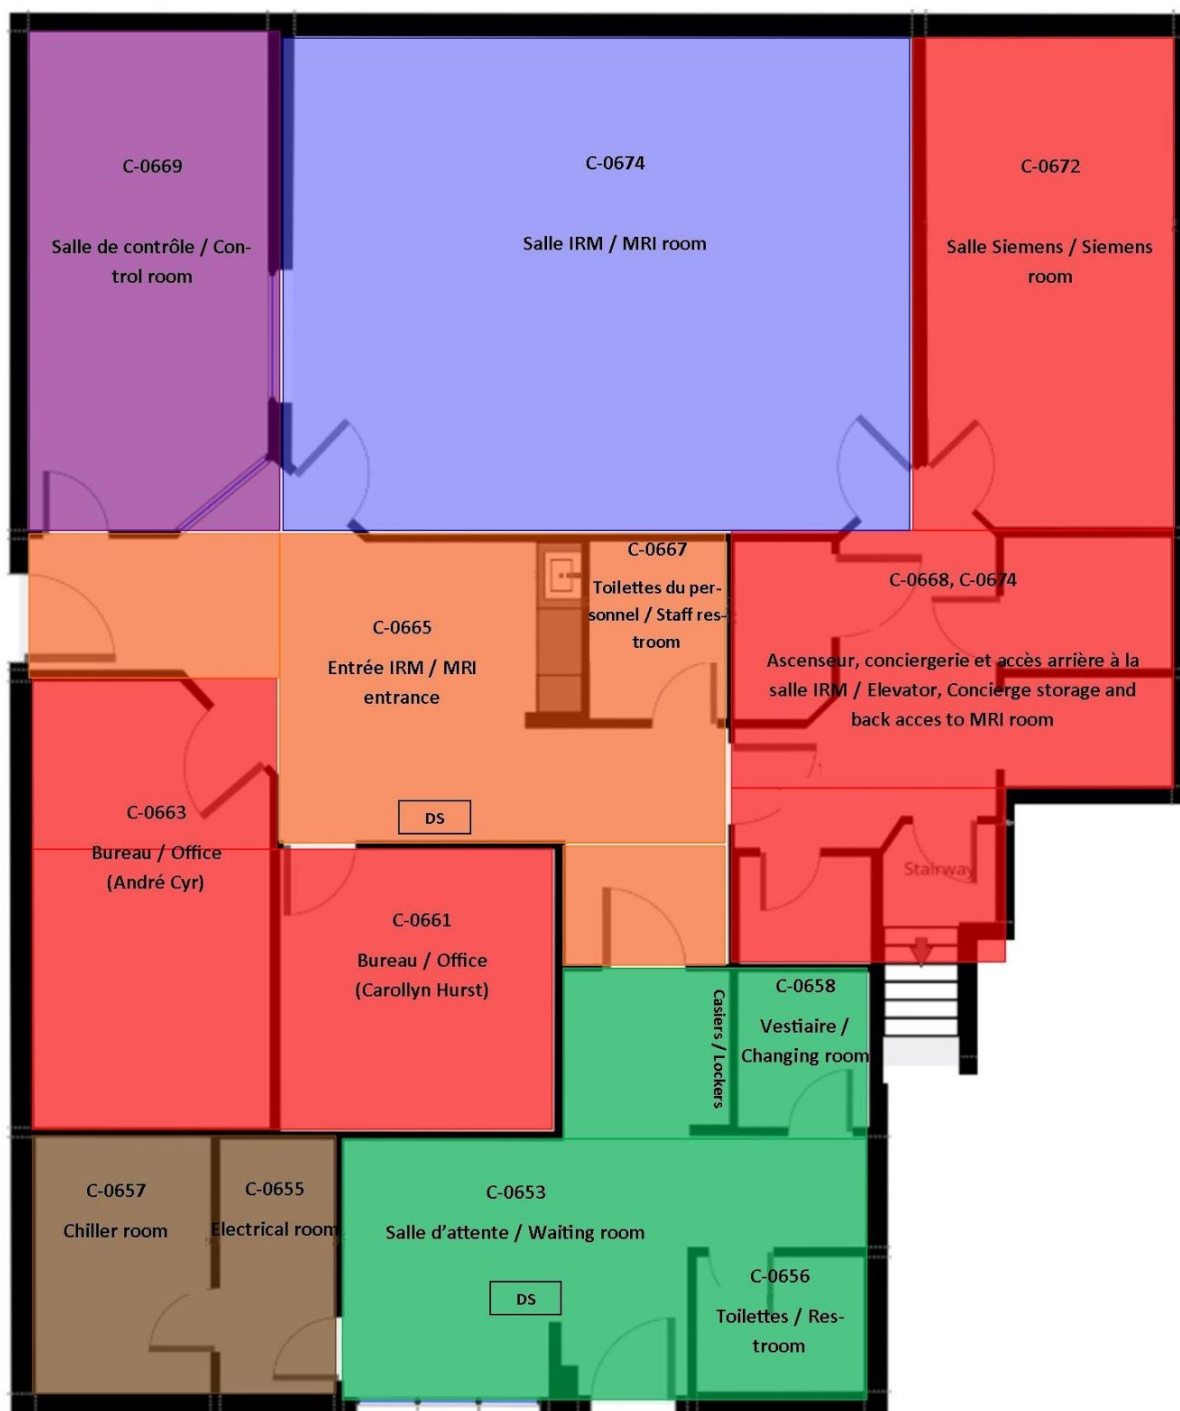 C-0669
Salle de contrôle / Con-
trol room
C-0674
Salle IRM / MRI room
C-0672
Salle Siemens / Siemens
room
C-0667
Toilettes du per-
sonnel / Staff res-
troom
C-0668, C-0674
Ascenseur, conciergerie et accès arrière à la
salle IRM / Elevator, Concierge storage and
back acces to MRI room
C-0665
Entrée IRM / MRI
entrance
DS
C-0663
Bureau / Office
(André Cyr)
Stairway
C-0661
Bureau / Office
(Carollyn Hurst)
Casiers / Lockers
C-0658
Vestiaire /
Changing room
C-0657
Chiller room
C-0655
Electrical room
C-0653
Salle d’attente / Waiting room
DS
C-0656
Toilettes / Res-
troom